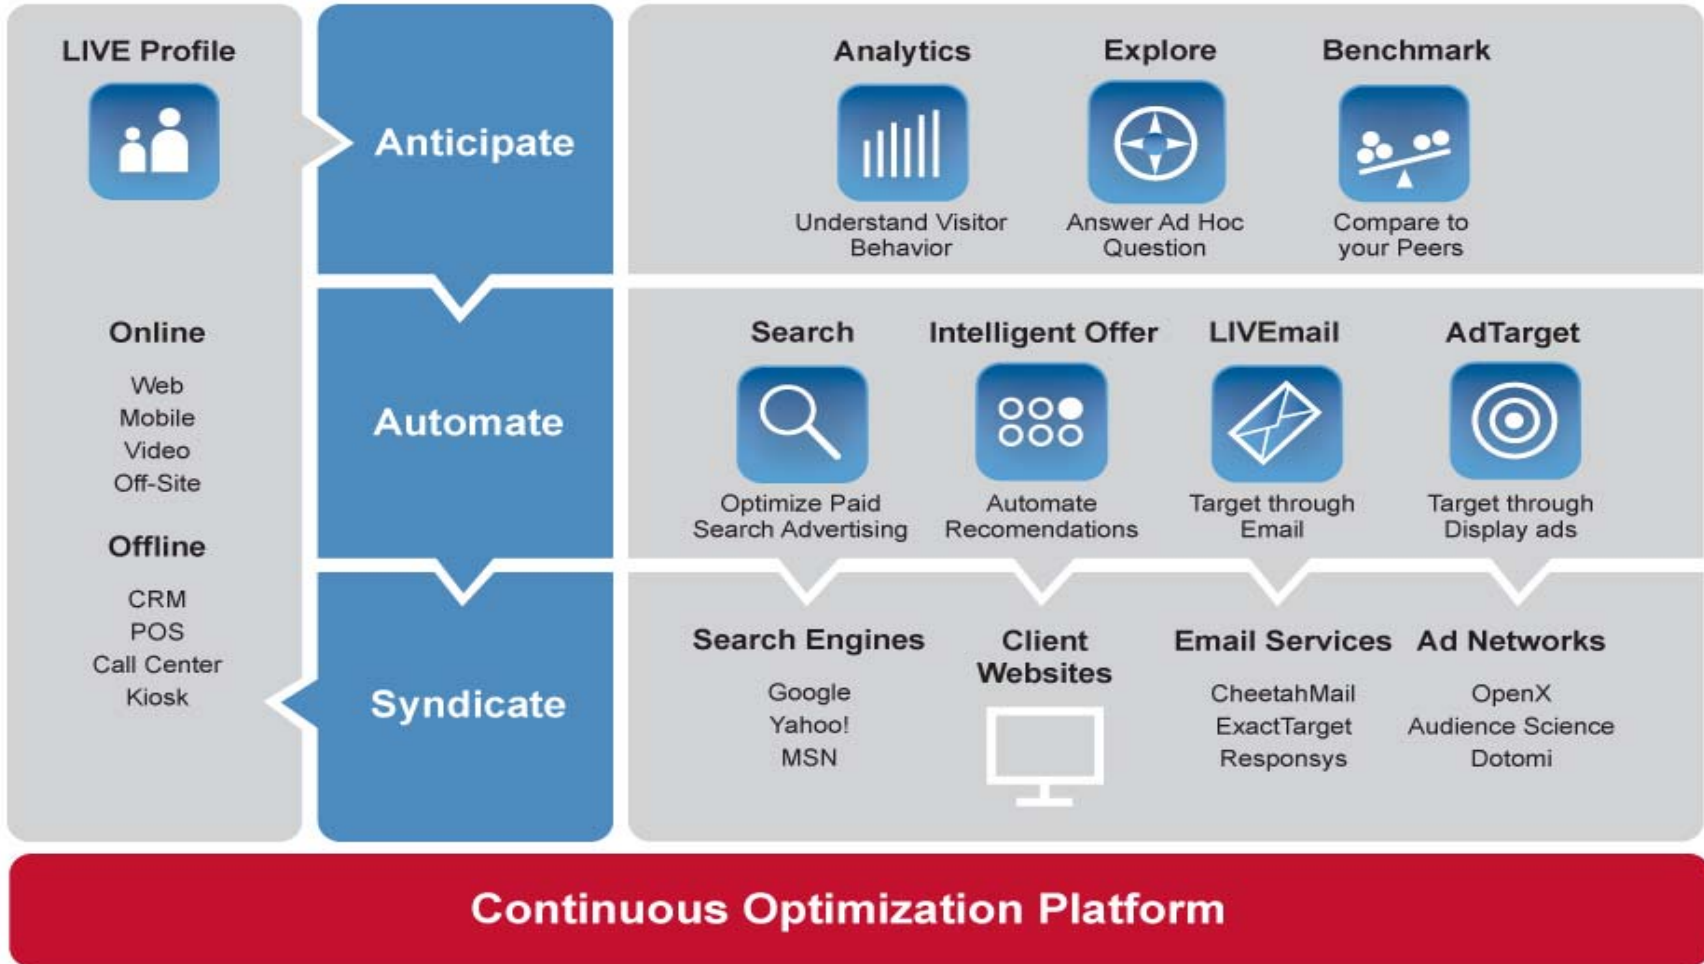 LIVE Profile
Online
Web
Mobile
Video
Off-Site
Offline
CRM
POS
Call Center
Kiosk
Anticipate
Automate
Syndicate
Analytics
Understand Visitor
Behavior
Explore
Answer Ad Hoc
Question
Benchmark
Compare to
your Peers
Search
Optimize Paid
Search Advertising
Intelligent Offer
Automate
Recomendations
LIVEmail
Target through
Email
AdTarget
Target through
Display ads
Search Engines
Google
Yahoo!
MSN
Client
Websites
Email Services
CheetahMail
ExactTarget
Responsys
Ad Networks
OpenX
Audience Science
Dotomi
Continuous Optimization Platform